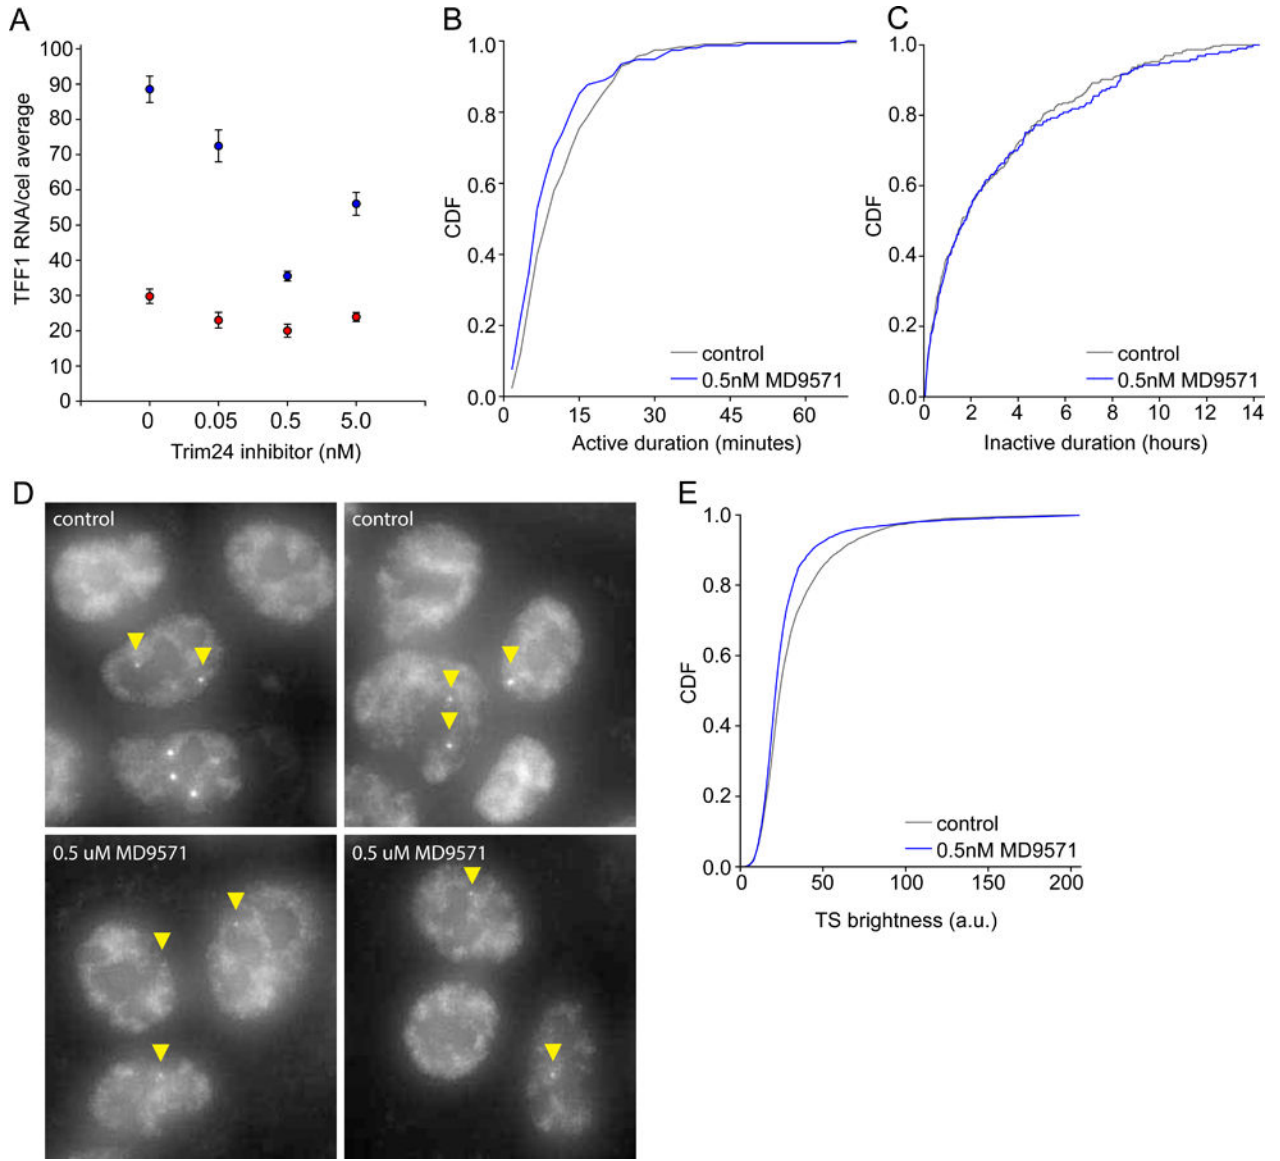 A
TFF1 RNA/cel average
100
90
80
70
60
50
40
30
20
10
0
0 0.05 0.5 5.0
Trim24 inhibitor (nM)
B
CDF
1.0
0.8
0.6
0.4
0.2
0.0
control
0.5nM MD9571
0 15 30 45 60
Active duration (minutes)
C
CDF
1.0
0.8
0.6
0.4
0.2
0.0
control
0.5nM MD9571
0 2 4 6 8 10 12 14
Inactive duration (hours)
D
control
control
0.5 uM MD9571
0.5 uM MD9571
E
CDF
1.0
0.8
0.6
0.4
0.2
0.0
control
0.5nM MD9571
0 50 100 150 200
TS brightness (a.u.)